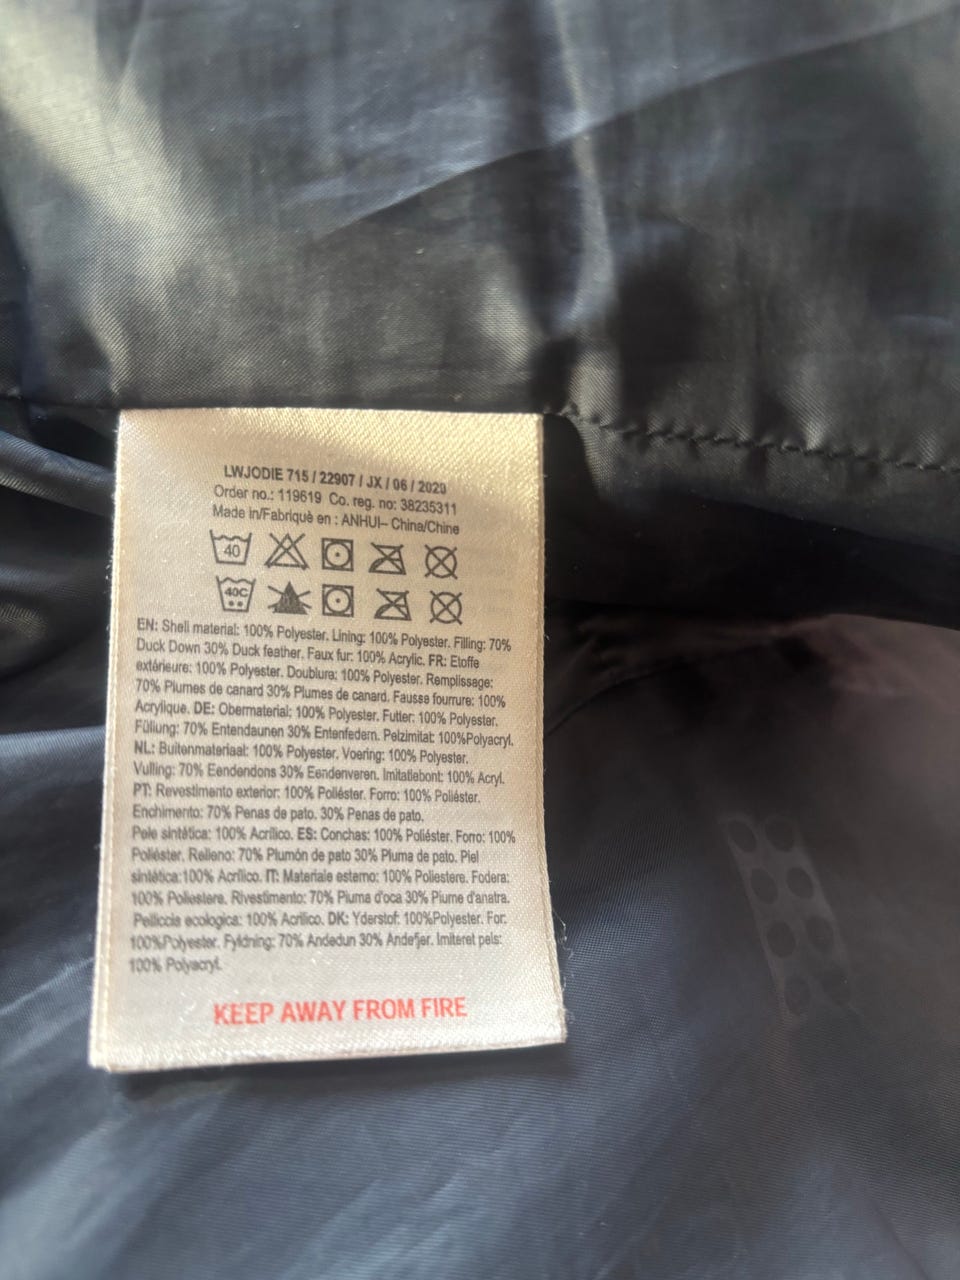 LWJODIE 715 / 22907 / JX / 06 / 2020
Order no.: 119619 Co. reg. no: 38235311
Made in/Fabriquè en : ANHUI– China/Chine
40
40C
EN: Shell material: 100% Polyester. Lining: 100% Polyester. Filling: 70%
Duck Down 30% Duck feather. Faux fur: 100% Acrylic. FR: Etoffe
extérieure: 100% Polyester. Doublure: 100% Polyester. Remplissage:
70% Plumes de canard 30% Plumes de canard. Fausse fourrure: 100%
Acrylique. DE: Obermaterial: 100% Polyester. Futter: 100% Polyester.
Füllung: 70% Entendaunen 30% Entenfedern. Pelzimitat: 100%Polyacryl.
NL: Buitenmateriaal: 100% Polyester. Voering: 100% Polyester.
Vulling: 70% Eendendons 30% Eendenveren. Imitatiebont: 100% Acryl.
PT: Revestimento exterior: 100% Poliéster. Forro: 100% Poliéster.
Enchimento: 70% Penas de pato. 30% Penas de pato.
Pele sintética: 100% Acrílico. ES: Conchas: 100% Poliéster. Forro: 100%
Poliéster. Relleno: 70% Plumón de pato 30% Pluma de pato. Piel
sintética:100% Acrílico. IT: Materiale esterno: 100% Poliestere. Fodera:
100% Poliestere. Rivestimento: 70% Piuma d'oca 30% Piume d'anatra.
Pelliccia ecologica: 100% Acrilico. DK: Yderstof: 100%Polyester. For:
100%Polyester. Fyldning: 70% Andedun 30% Andefjer. Imiteret pels:
100% Polyacryl.
KEEP AWAY FROM FIRE